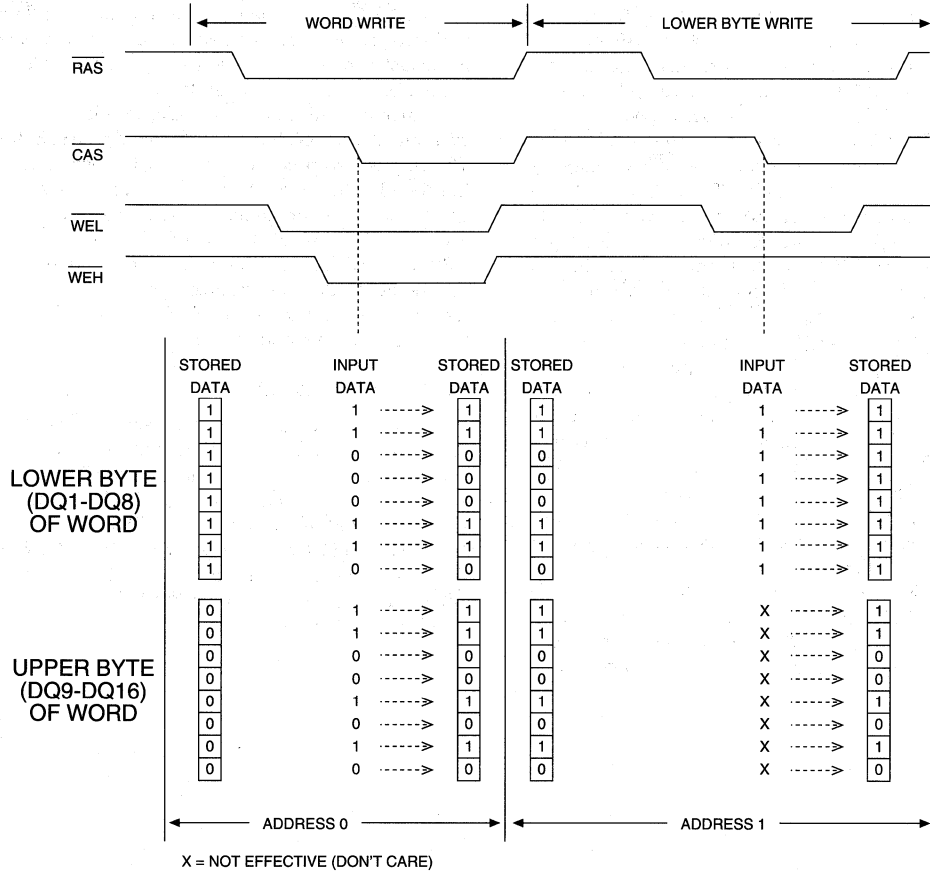 WORD WRITE LOWER BYTE WRITE
RAS
CAS
WEL
WEH
STORED INPUT STORED STORED INPUT STORED
DATA DATA DATA DATA DATA DATA
1 1 1 1 1 1
1 1 1 1 1 1
1 0 0 0 1 1
1 0 0 0 1 1
1 0 0 0 1 1
1 1 1 1 1 1
1 1 1 1 1 1
1 0 0 0 1 1
LOWER BYTE
(DQ1-DQ8)
OF WORD
0 1 1 1 X 1
0 1 1 1 X 1
0 0 0 0 X 0
0 0 0 0 X 0
0 1 1 1 X 1
0 0 0 0 X 0
0 1 1 1 X 1
0 0 0 0 X 0
UPPER BYTE
(DQ9-DQ16)
OF WORD
ADDRESS 0 ADDRESS 1
X = NOT EFFECTIVE (DON'T CARE)